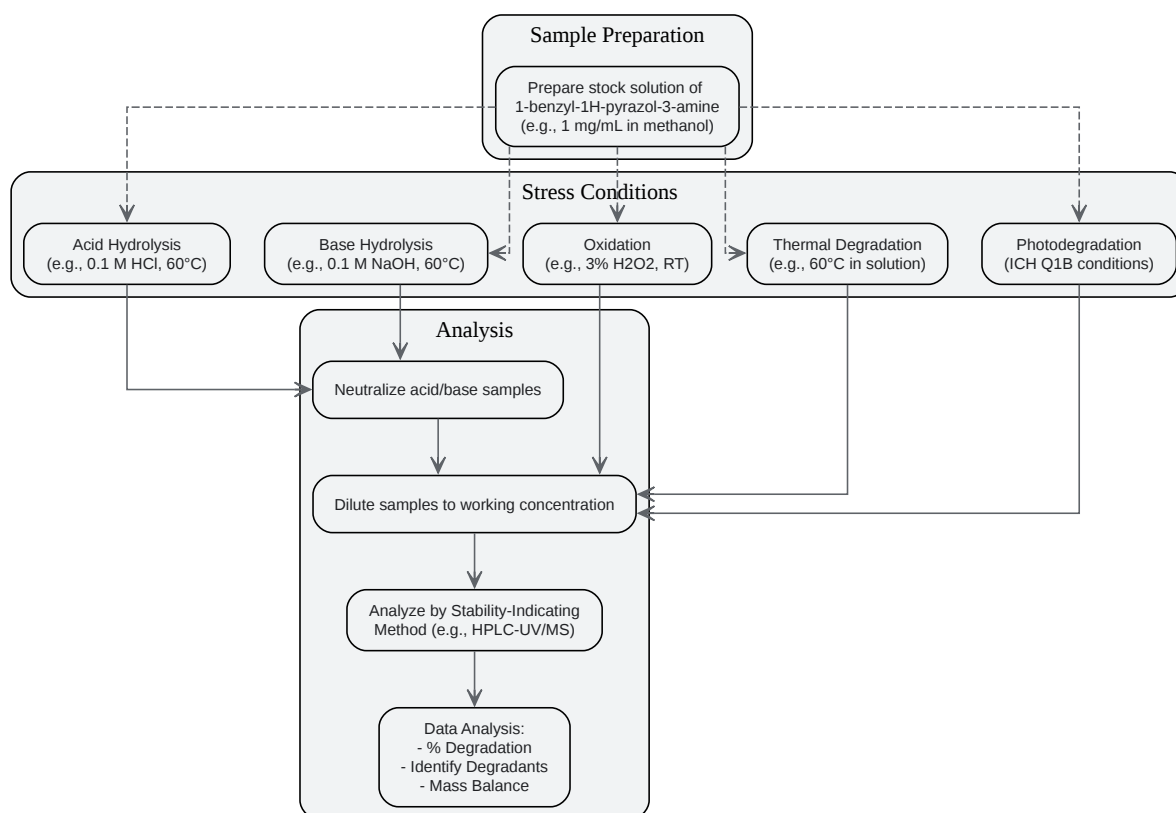 Sample Preparation
Prepare stock solution of
1-benzyl-1H-pyrazol-3-amine
(e.g., 1 mg/mL in methanol)
Stress Conditions
Acid Hydrolysis
(e.g., 0.1 M HCl, 60°C)
Base Hydrolysis
(e.g., 0.1 M NaOH, 60°C)
Oxidation
(e.g., 3% H2O2, RT)
Thermal Degradation
(e.g., 60°C in solution)
Photodegradation
(ICH Q1B conditions)
Analysis
Neutralize acid/base samples
Dilute samples to working concentration
Analyze by Stability-Indicating
Method (e.g., HPLC-UV/MS)
Data Analysis:
- % Degradation
- Identify Degradants
- Mass Balance